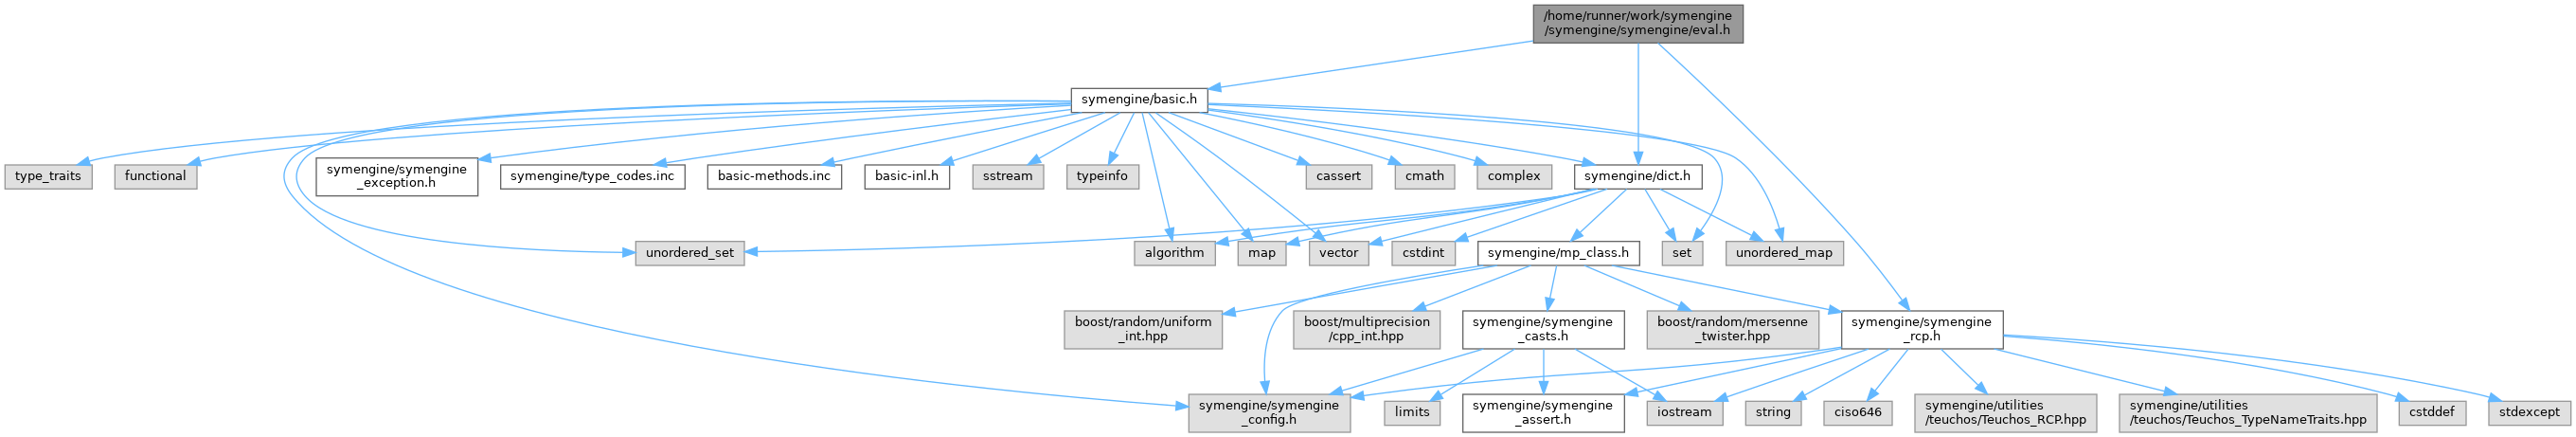 /home/runner/work/symengine
/symengine/symengine/eval.h
symengine/basic.h
type_traits
functional
symengine/symengine
_exception.h
symengine/type_codes.inc
basic-methods.inc
basic-inl.h
sstream
typeinfo
cassert
cmath
complex
symengine/dict.h
unordered_set
algorithm
map
vector
cstdint
symengine/mp_class.h
set
unordered_map
boost/random/uniform
_int.hpp
boost/multiprecision
/cpp_int.hpp
symengine/symengine
_casts.h
boost/random/mersenne
_twister.hpp
symengine/symengine
_rcp.h
symengine/symengine
_config.h
limits
symengine/symengine
_assert.h
iostream
string
ciso646
symengine/utilities
/teuchos/Teuchos_RCP.hpp
symengine/utilities
/teuchos/Teuchos_TypeNameTraits.hpp
cstddef
stdexcept